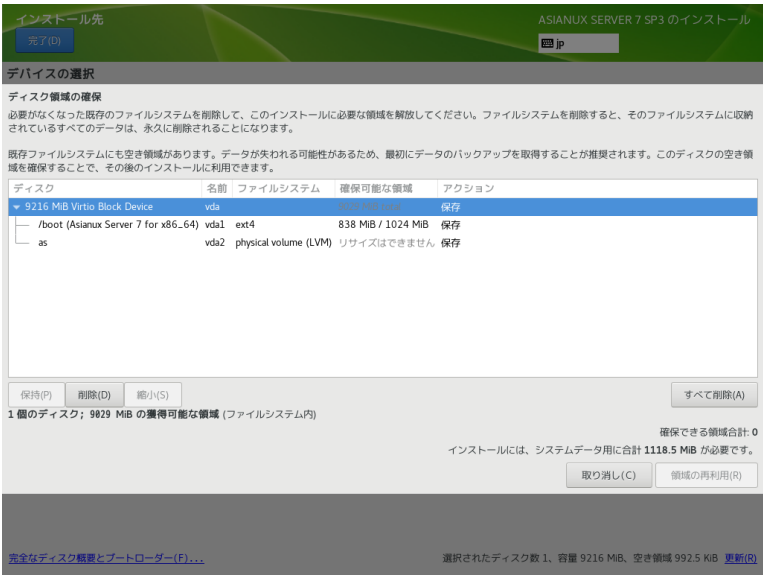 インストール先
ASIANUX SERVER 7 SP3 のインストール
完了(D)
jp
デバイスの選択
ディスク領域の確保
必要がなくなった既存のファイルシステムを削除して、このインストールに必要な領域を解放してください。ファイルシステムを削除すると、そのファイルシステムに収納
されているすべてのデータは、永久に削除されることになります。
既存ファイルシステムにも空き領域があります。データが失われる可能性があるため、最初にデータのバックアップを取得することが推奨されます。このディスクの空き領
域を確保することで、その後のインストールに利用できます。
ディスク 名前 ファイルシステム 確保可能な領域 アクション
9216 MiB Virtio Block Device vda 保存
/boot (Asianux Server 7 for x86_64) vda1 ext4 838 MiB / 1024 MiB 保存
as vda2 physical volume (LVM) リサイズはできません 保存
保持(P) 削除(D) 縮小(S) すべて削除(A)
1 個のディスク; 9029 MiB の獲得可能な領域 (ファイルシステム内)
確保できる領域合計: 0
インストールには、システムデータ用に合計 1118.5 MiB が必要です。
取り消し(C) 領域の再利用(R)
完全なディスク概要とブートローダー(F)... 選択されたディスク数 1、容量 9216 MiB、空き領域 992.5 KiB 更新(R)